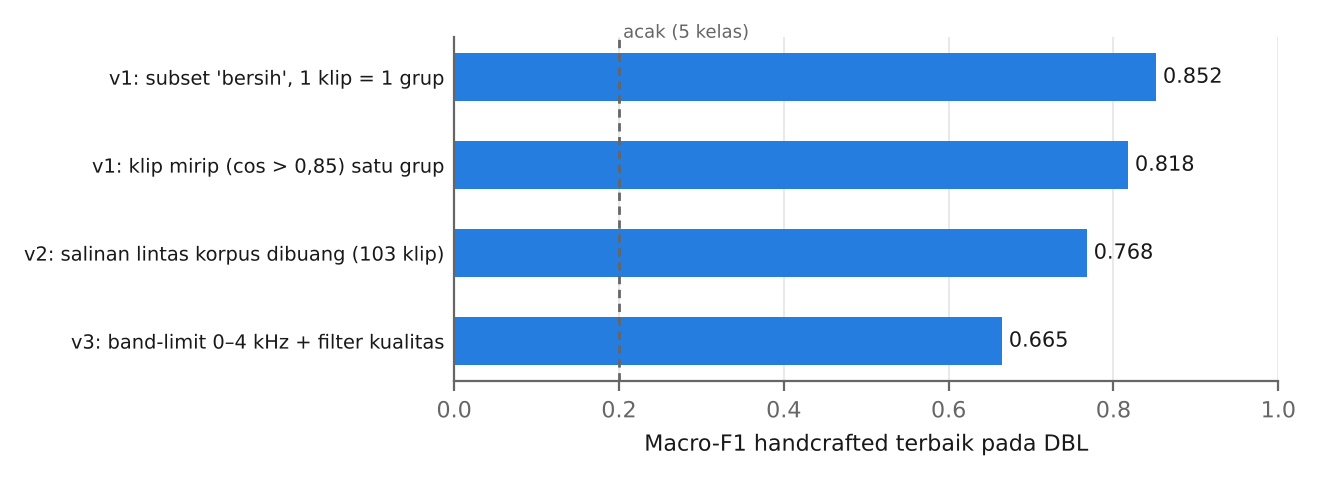 acak (5 kelas)
v1: subset 'bersih', 1 klip = 1 grup
0.852
v1: klip mirip (cos > 0,85) satu grup
0.818
v2: salinan lintas korpus dibuang (103 klip)
0.768
v3: band-limit 0–4 kHz + filter kualitas
0.665
0.0 0.2 0.4 0.6 0.8 1.0
Macro-F1 handcrafted terbaik pada DBL